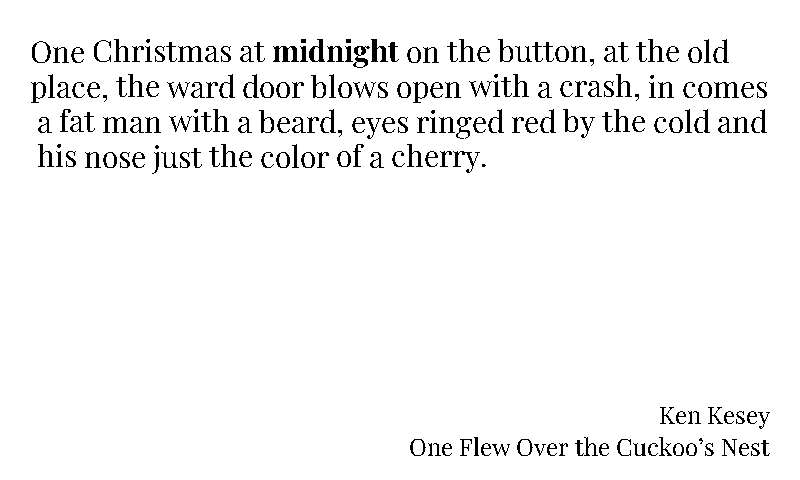 One Christmas at midnight on the button, at the old
place, the ward door blows open with a crash, in comes
a fat man with a beard, eyes ringed red by the cold and
his nose just the color of a cherry.
Ken Kesey
One Flew Over the Cuckoo’s Nest